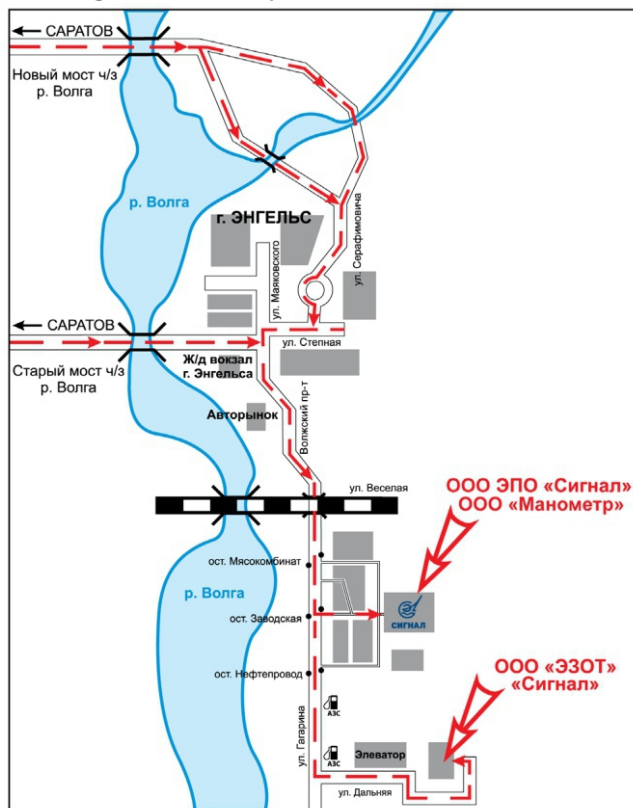 САРАТОВ
Новый мост ч/з
р. Волга
р. Волга
г. ЭНГЕЛЬС
ул. Серафимовича
ул. Маяковского
САРАТОВ
ул. Степная
Старый мост ч/з
р. Волга
Ж/д вокзал
г. Энгельса
Волжский пр-т
Авторынок
ул. Веселая
ООО ЭПО «Сигнал»
ООО «Манометр»
ост. Мясокомбинат
р. Волга
ост. Заводская
СИГНАЛ
ост. Нефтепровод
ООО «ЭЗОТ»
«Сигнал»
АЗС
ул. Гагарина
Элеватор
АЗС
ул. Дальняя